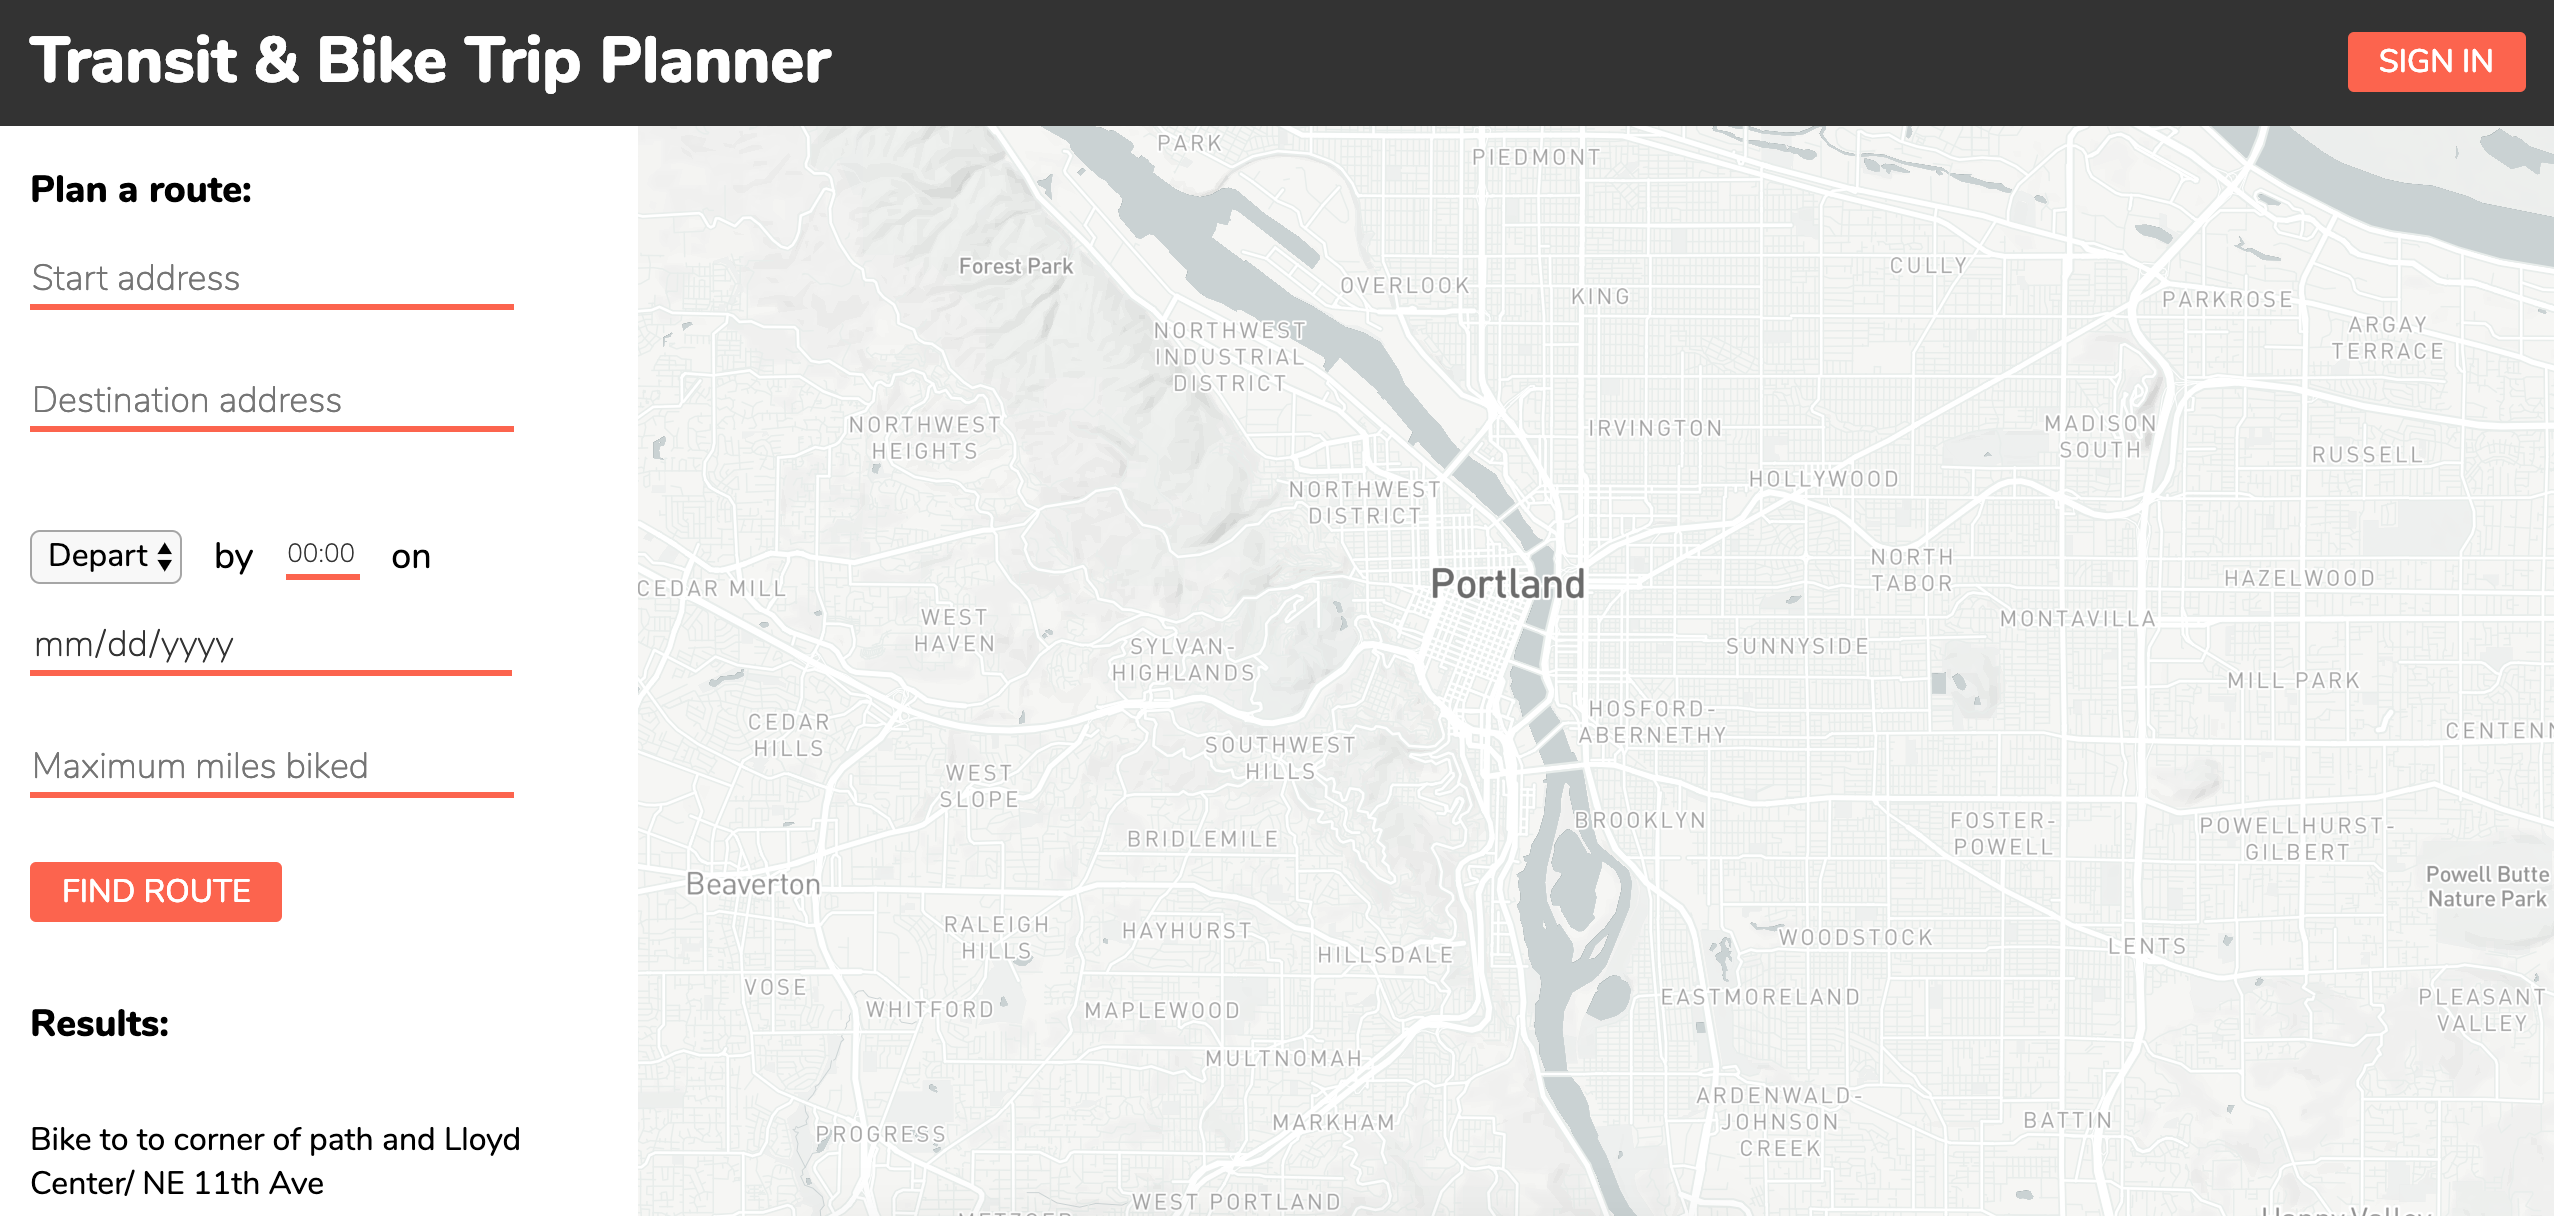 Transit & Bike Trip Planner
SIGN IN
Plan a route:
Start address
Destination address
Depart by 00:00 on
mm/dd/yyyy
Maximum miles biked
FIND ROUTE
Results:
Bike to to corner of path and Lloyd
Center/ NE 11th Ave
PARK
PIEDMONT
Forest Park
OVERLOOK
KING
CULLY
PARKROSE
NORTHWEST
INDUSTRIAL
DISTRICT
ARGAY
TERRACE
NORTHWEST
HEIGHTS
IRVINGTON
MADISON
SOUTH
RUSSELL
HOLLYWOOD
NORTHWEST
DISTRICT
Portland
NORTH
TABOR
HAZELWOOD
CEDAR MILL
WEST
HAVEN
MONTAVILLA
SYLVAN-
HIGHLANDS
SUNNYSIDE
MILL PARK
CEDAR
HILLS
HOSFORD-
ABERNETHY
CENTENN
SOUTHWEST
HILLS
WEST
SLOPE
BROOKLYN
FOSTER-
POWELL
POWELLHURST-
GILBERT
BRIDLEMILE
Beaverton
Powell Butte
Nature Park
RALEIGH
HILLS
HAYHURST
HILLSDALE
WOODSTOCK
LENTS
VOSE
WHITFORD
MAPLEWOOD
EASTMORELAND
PLEASANT
VALLEY
MULTNOMAH
ARDENWALD-
JOHNSON
CREEK
MARKHAM
BATTIN
PROGRESS
WEST PORTLAND
METZGER
Happy Valley